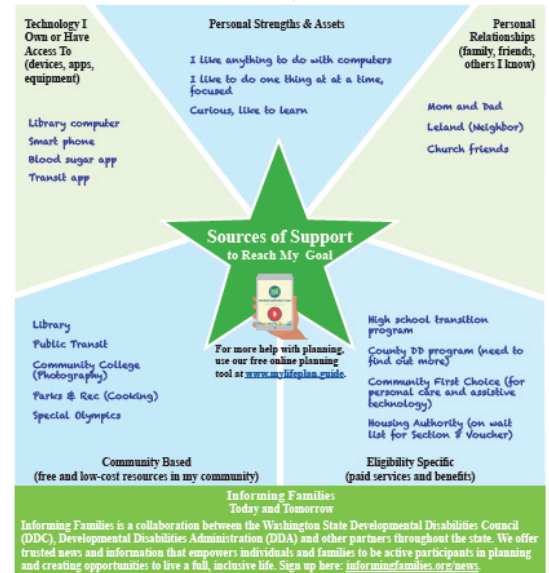 Technology I
Own or Have
Access To
(devices, apps,
equipment)
Library computer
Smart phone
Blood sugar app
Transit app
Personal Strengths & Assets
I like anything to do with computers
I like to do one thing at at a time,
focused
Curious, like to learn
Personal
Relationships
(family, friends,
others I know)
Mom and Dad
Leland (Neighbor)
Church friends
Sources of Support
to Reach My Goal
For more help with planning,
use our free online planning
tool at www.mylifeplan.guide.
Library
Public Transit
Community College
(Photography)
Parks & Rec (Cooking)
Special Olympics
Community Based
(free and low-cost resources in my community)
High school transition
program
County DD program (need to
find out more)
Community First Choice (for
personal care and assistive
technology)
Housing Authority (on wait
list for Section 8 Voucher)
Eligibility Specific
(paid services and benefits)
Informing Families
Today and Tomorrow
Informing Families is a collaboration between the Washington State Developmental Disabilities Council
(DDC), Developmental Disabilities Administration (DDA) and other partners throughout the state. We offer
trusted news and information that empowers individuals and families to be active participants in planning
and creating opportunities to live a full, inclusive life. Sign up here: informingfamilies.org/news.